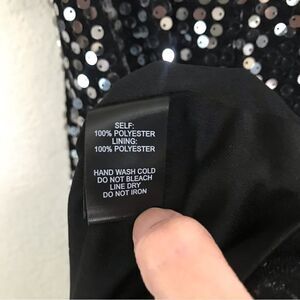 SELF:
100% POLYESTER
LINING:
100% POLYESTER
HAND WASH COLD
DO NOT BLEACH
LINE DRY
DO NOT IRON